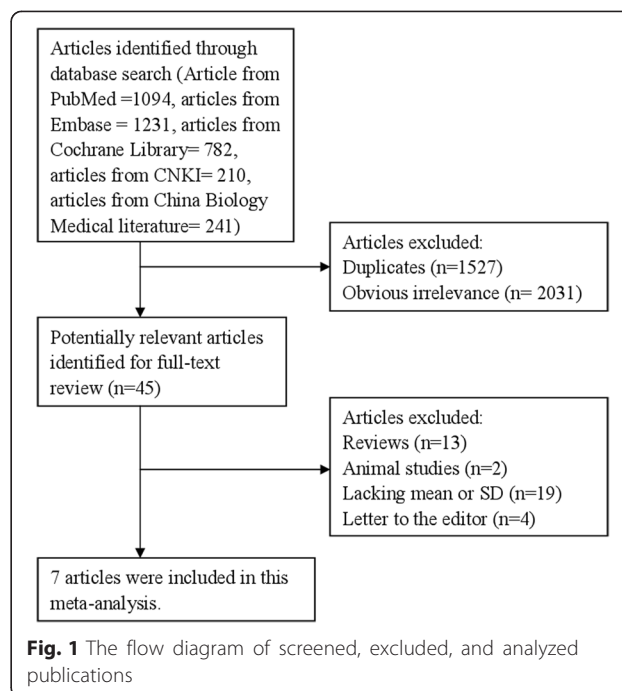 Articles identified through
database search (Article from
PubMed =1094, articles from
Embase = 1231, articles from
Cochrane Library= 782,
articles from CNKI= 210,
articles from China Biology
Medical literature= 241)
Articles excluded:
Duplicates (n=1527)
Obvious irrelevance (n= 2031)
Potentially relevant articles
identified for full-text
review (n=45)
Articles excluded:
Reviews (n=13)
Animal studies (n=2)
Lacking mean or SD (n=19)
Letter to the editor (n=4)
7 articles were included in this
meta-analysis.
Fig. 1 The flow diagram of screened, excluded, and analyzed
publications